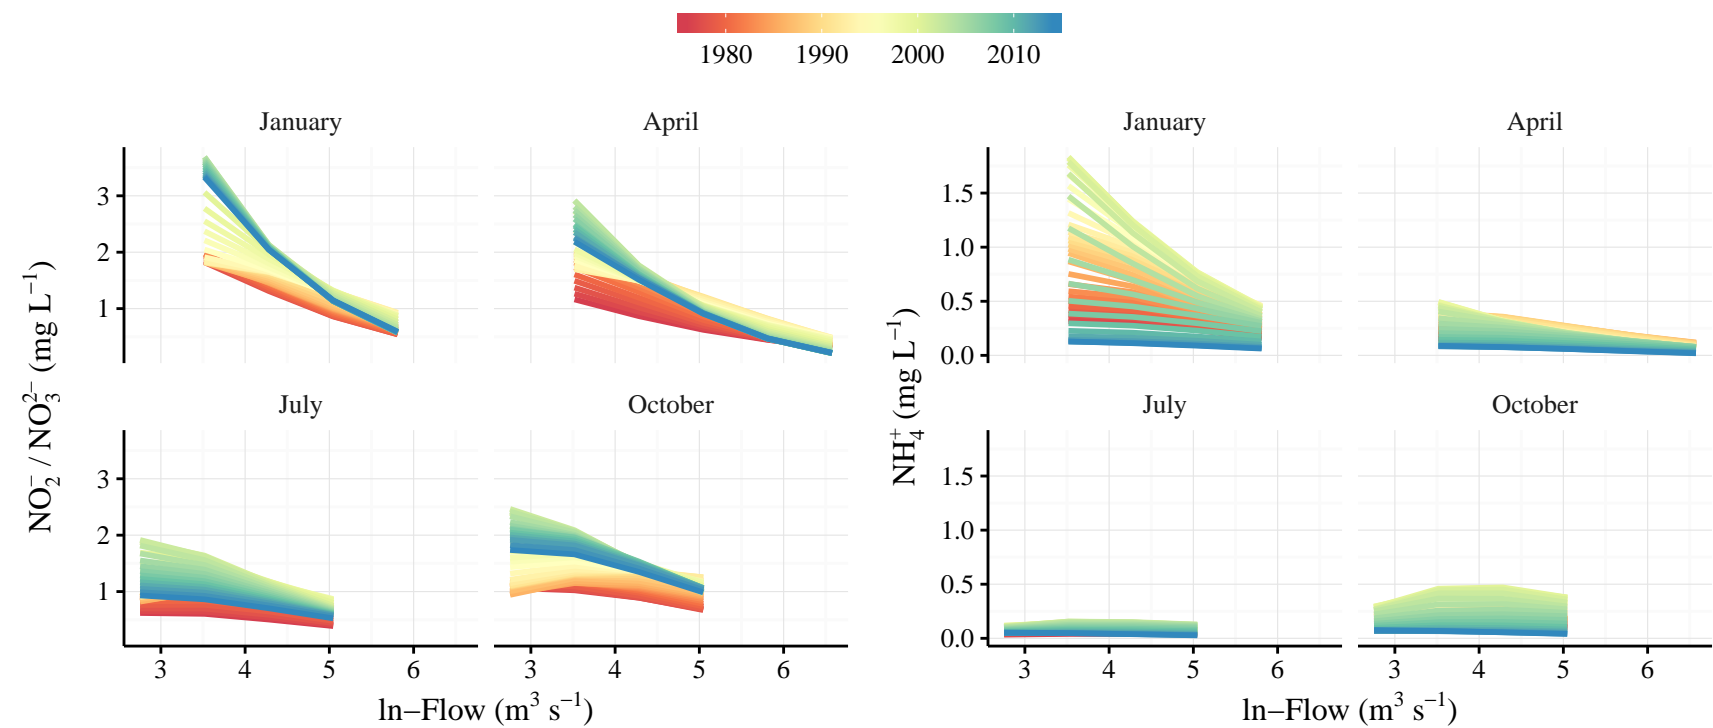 1980 1990 2000 2010
January April January April
3 2 1
1.5 1.0 0.5 0.0
July October July October
3 2 1
1.5 1.0 0.5 0.0
3 4 5 6 3 4 5 6 3 4 5 6 3 4 5 6
NO₂⁻ / NO₃²⁻ (mg L⁻¹)
NH₄⁺ (mg L⁻¹)
ln−Flow (m³ s⁻¹) ln−Flow (m³ s⁻¹)